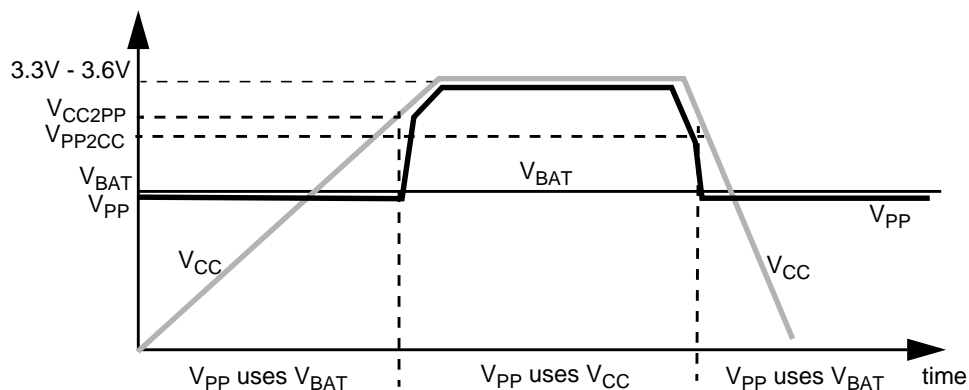 3.3V - 3.6V
VCC2PP
VPP2CC
VBAT
VBAT
VPP
VPP
VCC
VCC
VPP uses VBAT
VPP uses VCC
VPP uses VBAT
time